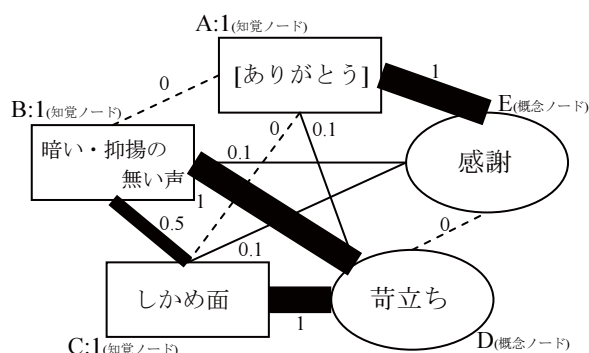 A:1(知覚ノード)
[ありがとう]
1
0
E(概念ノード)
B:1(知覚ノード)
0
0.1
暗い・抑揚の
無い声
0.1
感謝
1
0.5
0.1
0
しかめ面
苛立ち
1
C:1(知覚ノード)
D(概念ノード)